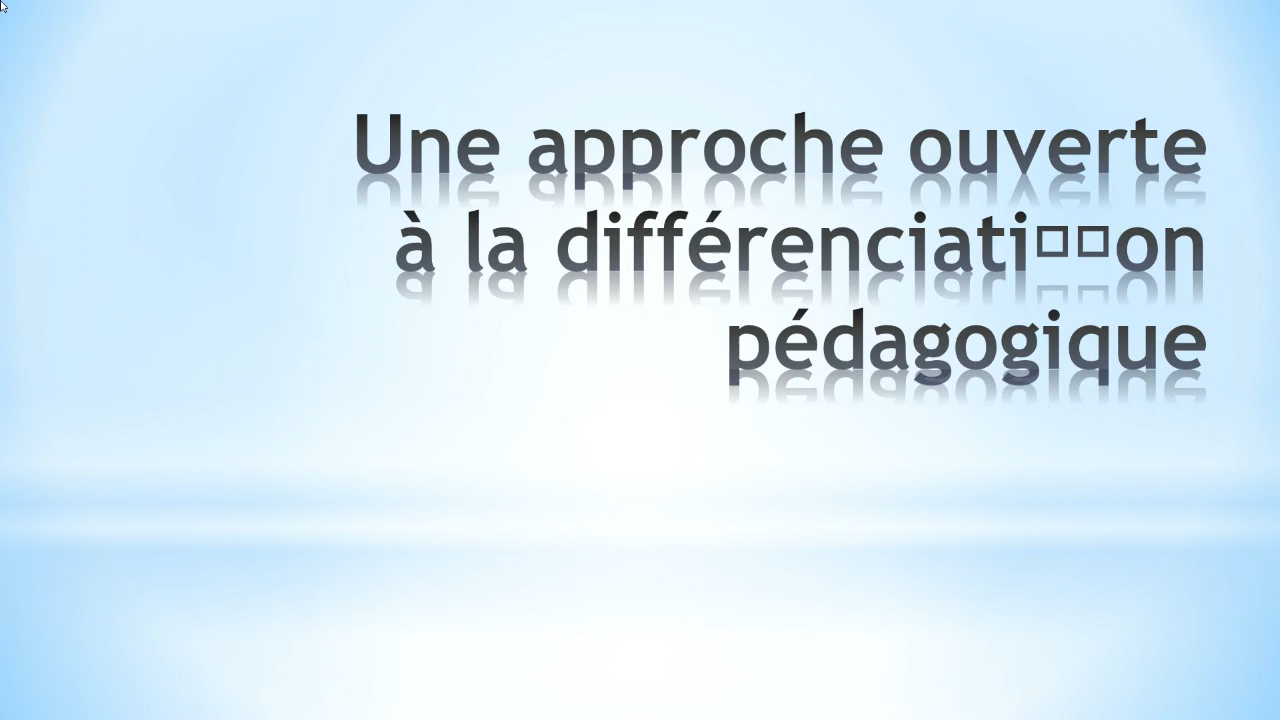 Une approche ouverte
à la différenciati□□on
pédagogique